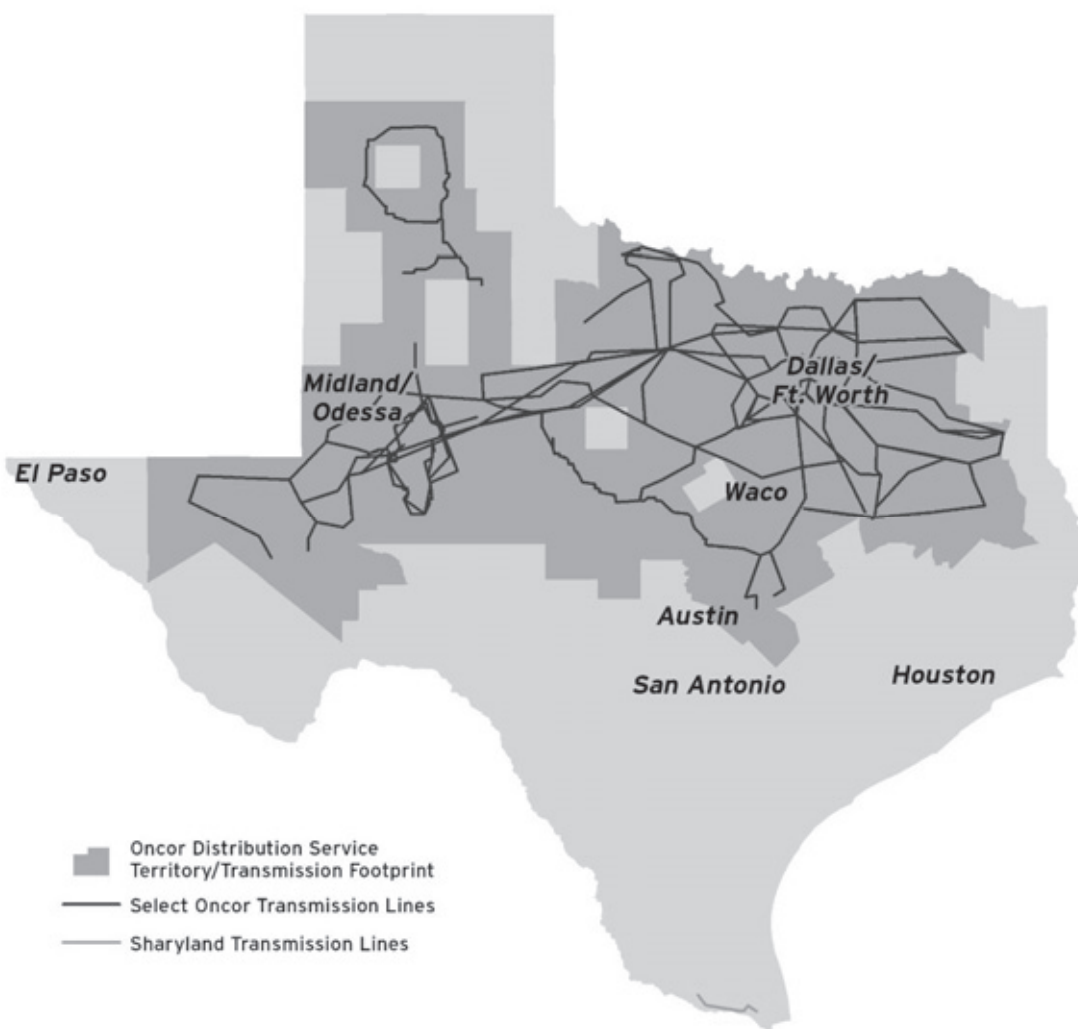 Midland/
Odessa
Dallas/
Ft. Worth
El Paso
Waco
Austin
San Antonio
Houston
Oncor Distribution Service
Territory/Transmission Footprint
Select Oncor Transmission Lines
Sharyland Transmission Lines